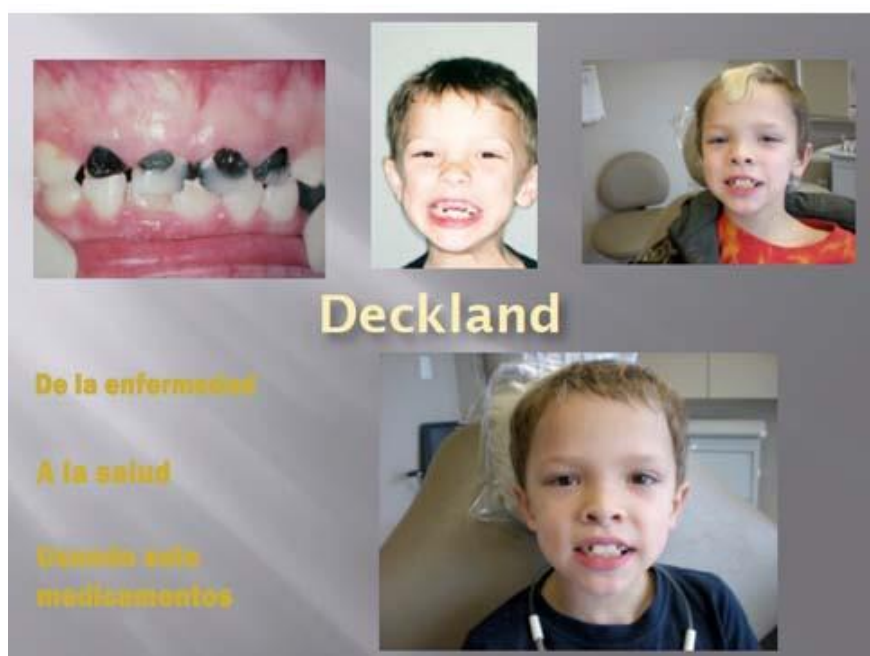 Deckland
De la enfermedad
A la salud
Usando solo
medicamentos